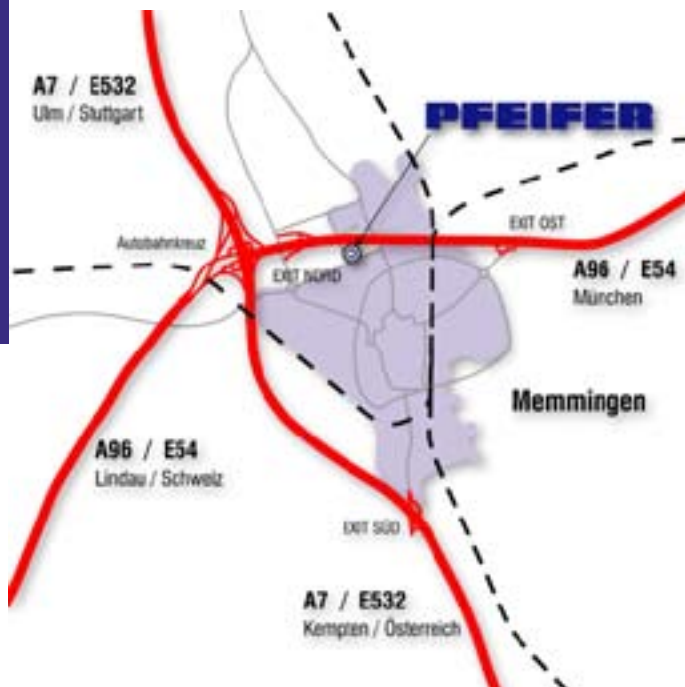 A7 / E532
Ulm / Stuttgart
PFEIFER
EXIT OST
Autobahnkreuz
EXIT NORD
A96 / E54
München
Memmingen
A96 / E54
Lindau / Schweiz
EXIT SÜD
A7 / E532
Kempten / Österreich